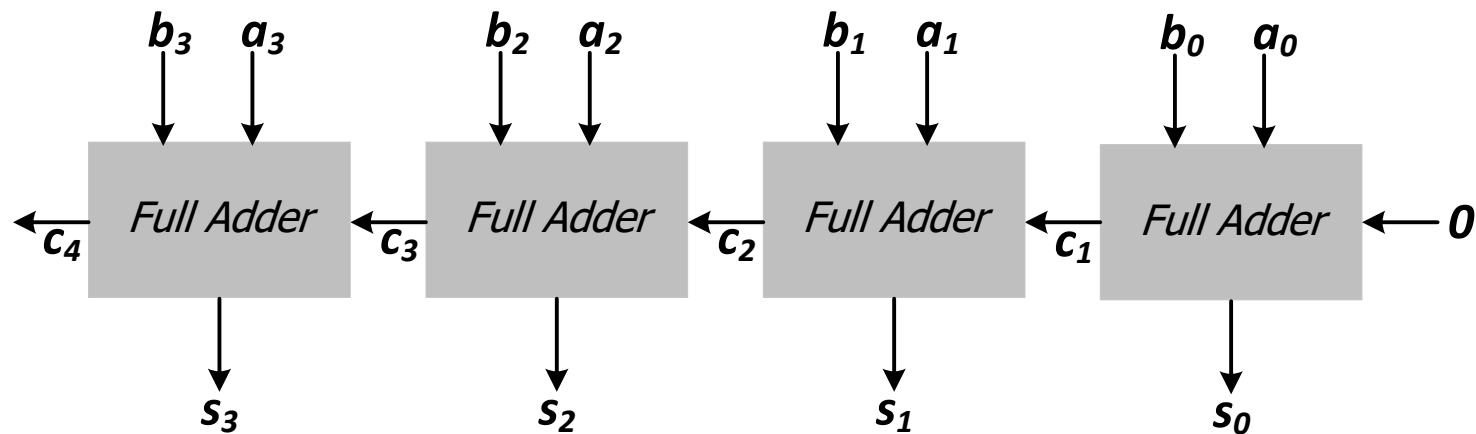 b₃ a₃ b₂ a₂ b₁ a₁ b₀ a₀
Full Adder Full Adder Full Adder Full Adder 0
c₄ c₃ c₂ c₁
s₃ s₂ s₁ s₀